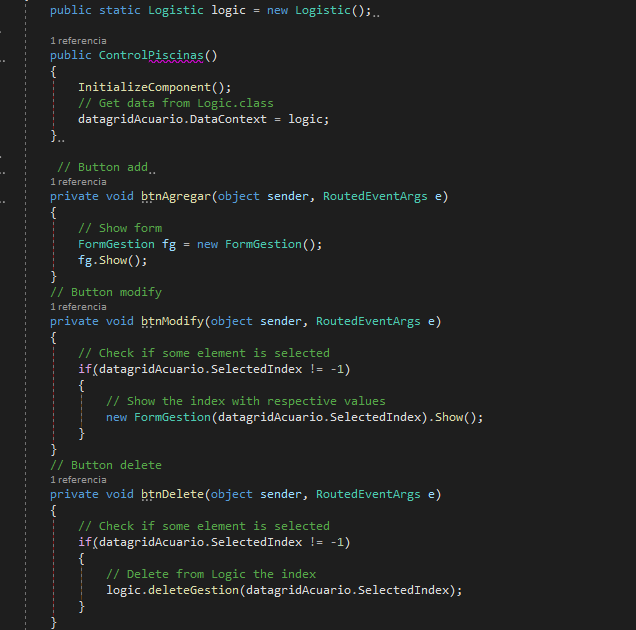 public static Logistic logic = new Logistic();
1 referencia
public ControlPiscinas()
{
InitializeComponent();
// Get data from Logic.class
datagridAcuario.DataContext = logic;
}
// Button add
1 referencia
private void btnAgregar(object sender, RoutedEventArgs e)
{
// Show form
FormGestion fg = new FormGestion();
fg.Show();
}
// Button modify
1 referencia
private void btnModify(object sender, RoutedEventArgs e)
{
// Check if some element is selected
if(datagridAcuario.SelectedIndex != -1)
{
// Show the index with respective values
new FormGestion(datagridAcuario.SelectedIndex).Show();
}
}
// Button delete
1 referencia
private void btnDelete(object sender, RoutedEventArgs e)
{
// Check if some element is selected
if(datagridAcuario.SelectedIndex != -1)
{
// Delete from Logic the index
logic.deleteGestion(datagridAcuario.SelectedIndex);
}
}